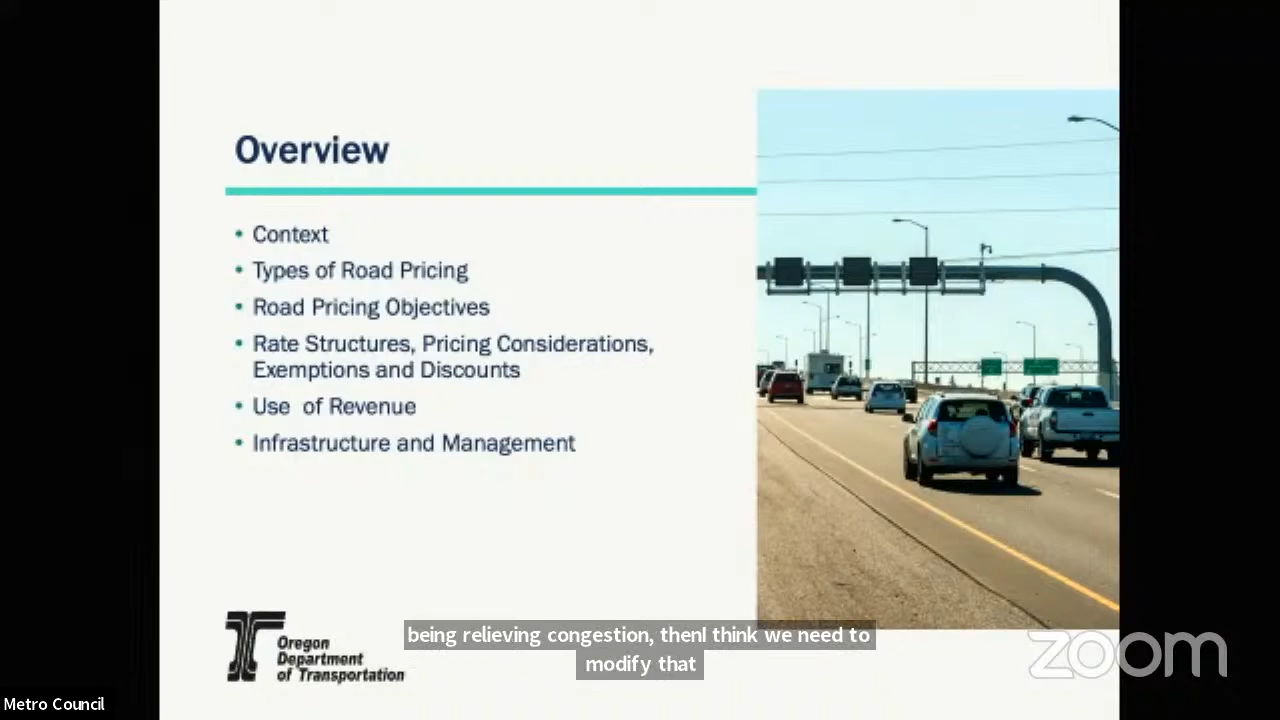 Overview
• Context
• Types of Road Pricing
• Road Pricing Objectives
• Rate Structures, Pricing Considerations,
Exemptions and Discounts
• Use  of Revenue
• Infrastructure and Management
Oregon
Department
of Transportation
being relieving congestion, thenI think we need to
modify that
zoom
Metro Council